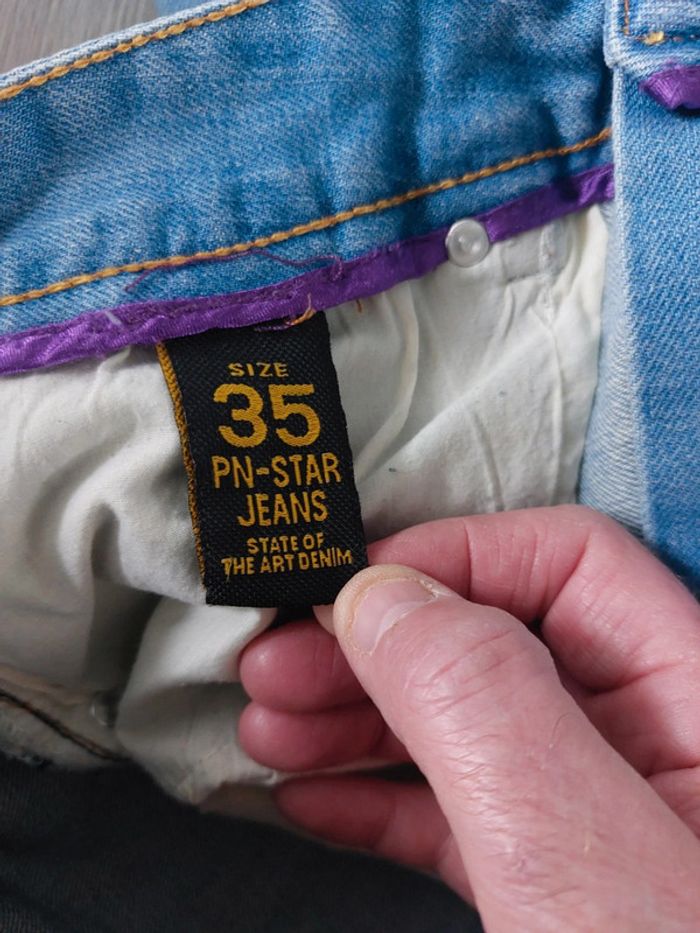 SIZE
35
PN-STAR
JEANS
STATE OF
THE ART DENIM